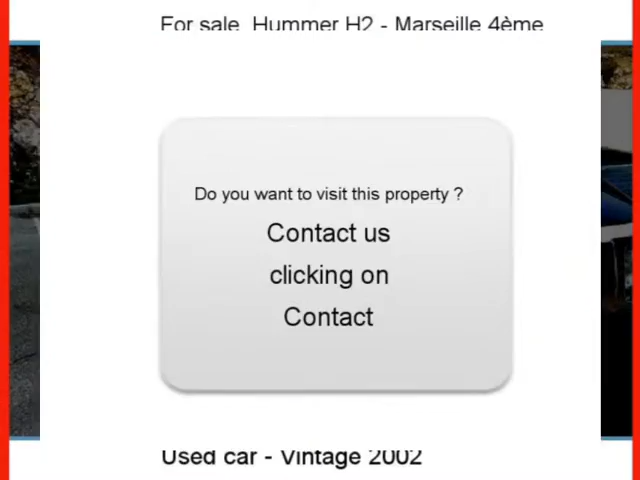 For sale Hummer H2 - Marseille 4ème
Do you want to visit this property ?
Contact us
clicking on
Contact
Used car - Vintage 2002